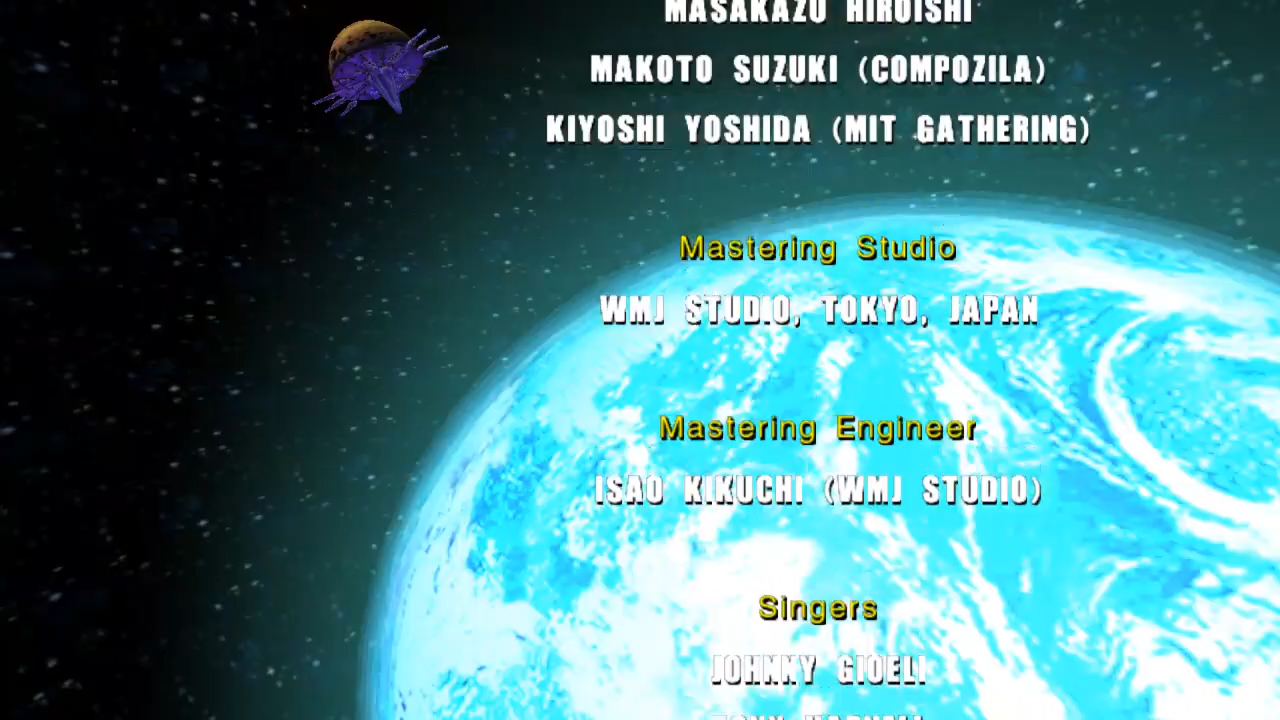 MASAKAZU HIROISHI
MAKOTO SUZUKI (COMPOZILA)
KIYOSHI YOSHIDA (MIT GATHERING)
Mastering Studio
WMJ STUDIO, TOKYO, JAPAN
Mastering Engineer
ISAO KIKUCHI (WMJ STUDIO)
Singers
JOHNNY GIOELI